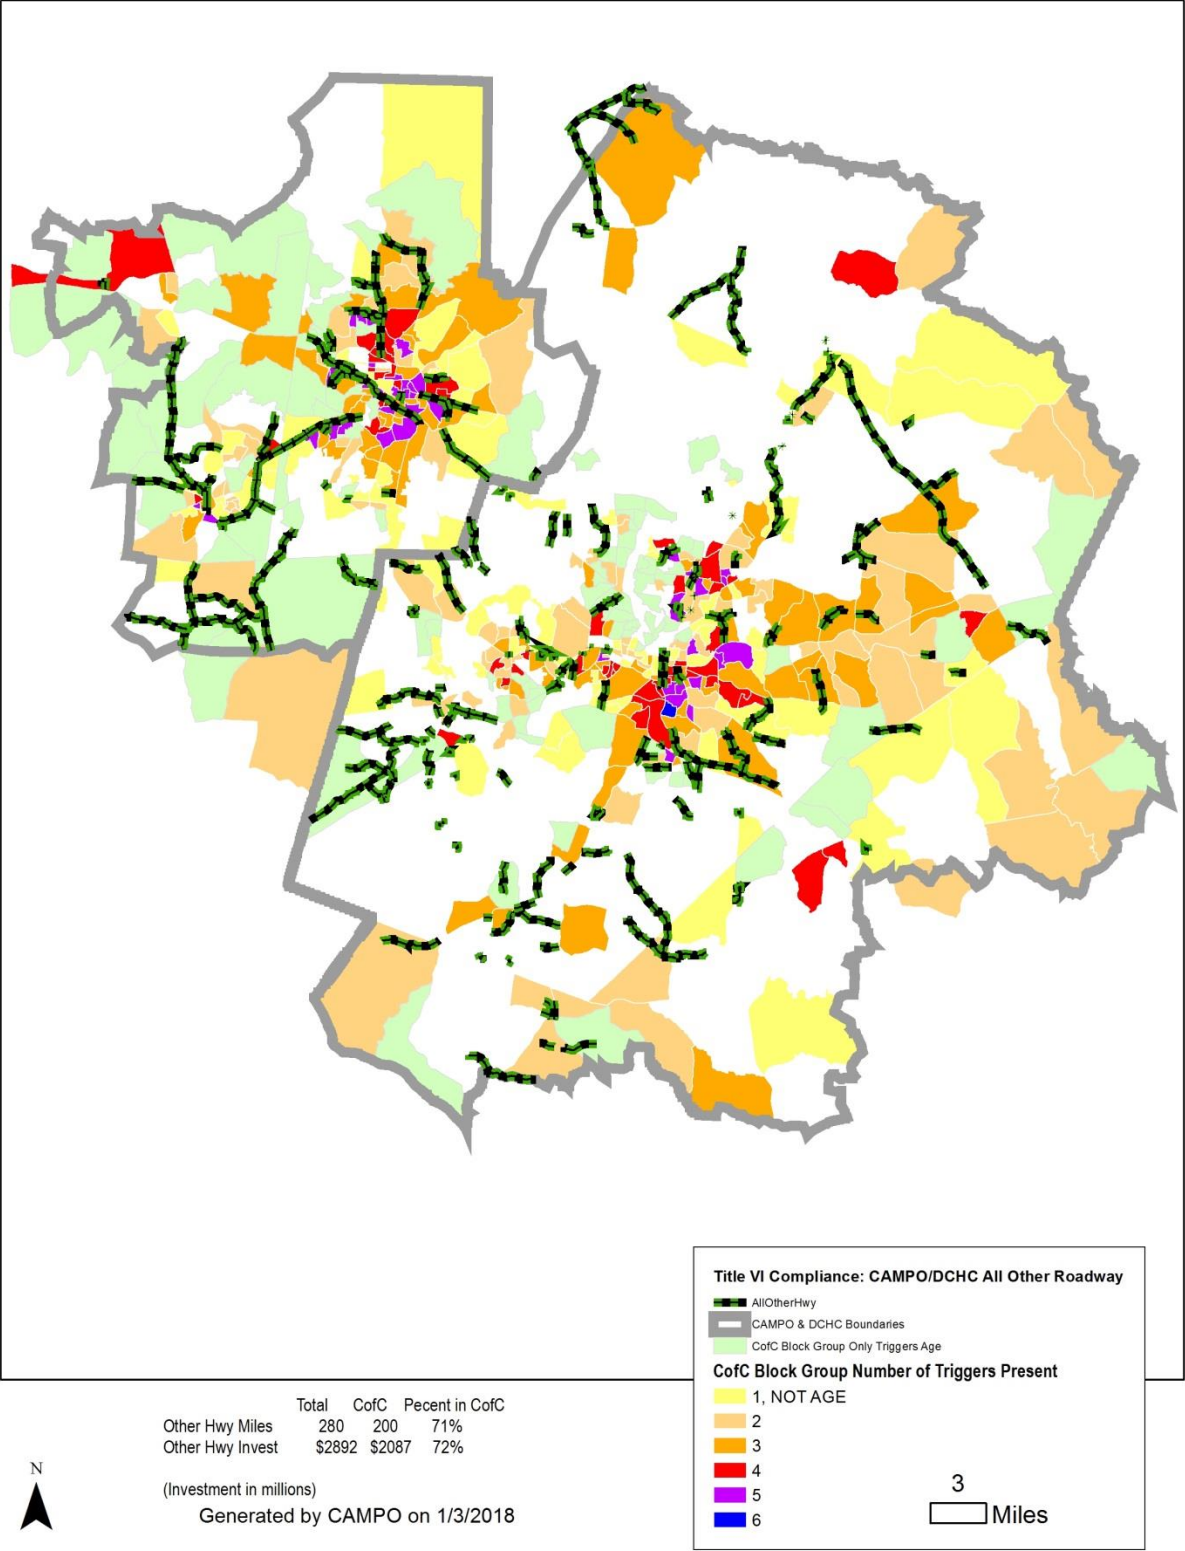 Title VI Compliance: CAMPO/DCHC All Other Roadway
AllOtherHwy
CAMPO & DCHC Boundaries
CofC Block Group Only Triggers Age
CofC Block Group Number of Triggers Present
1, NOT AGE
2
3
4
5
6
3
Miles
Total CofC Pecent in CofC
Other Hwy Miles 280 200 71%
Other Hwy Invest $2892 $2087 72%
(Investment in millions)
Generated by CAMPO on 1/3/2018
N